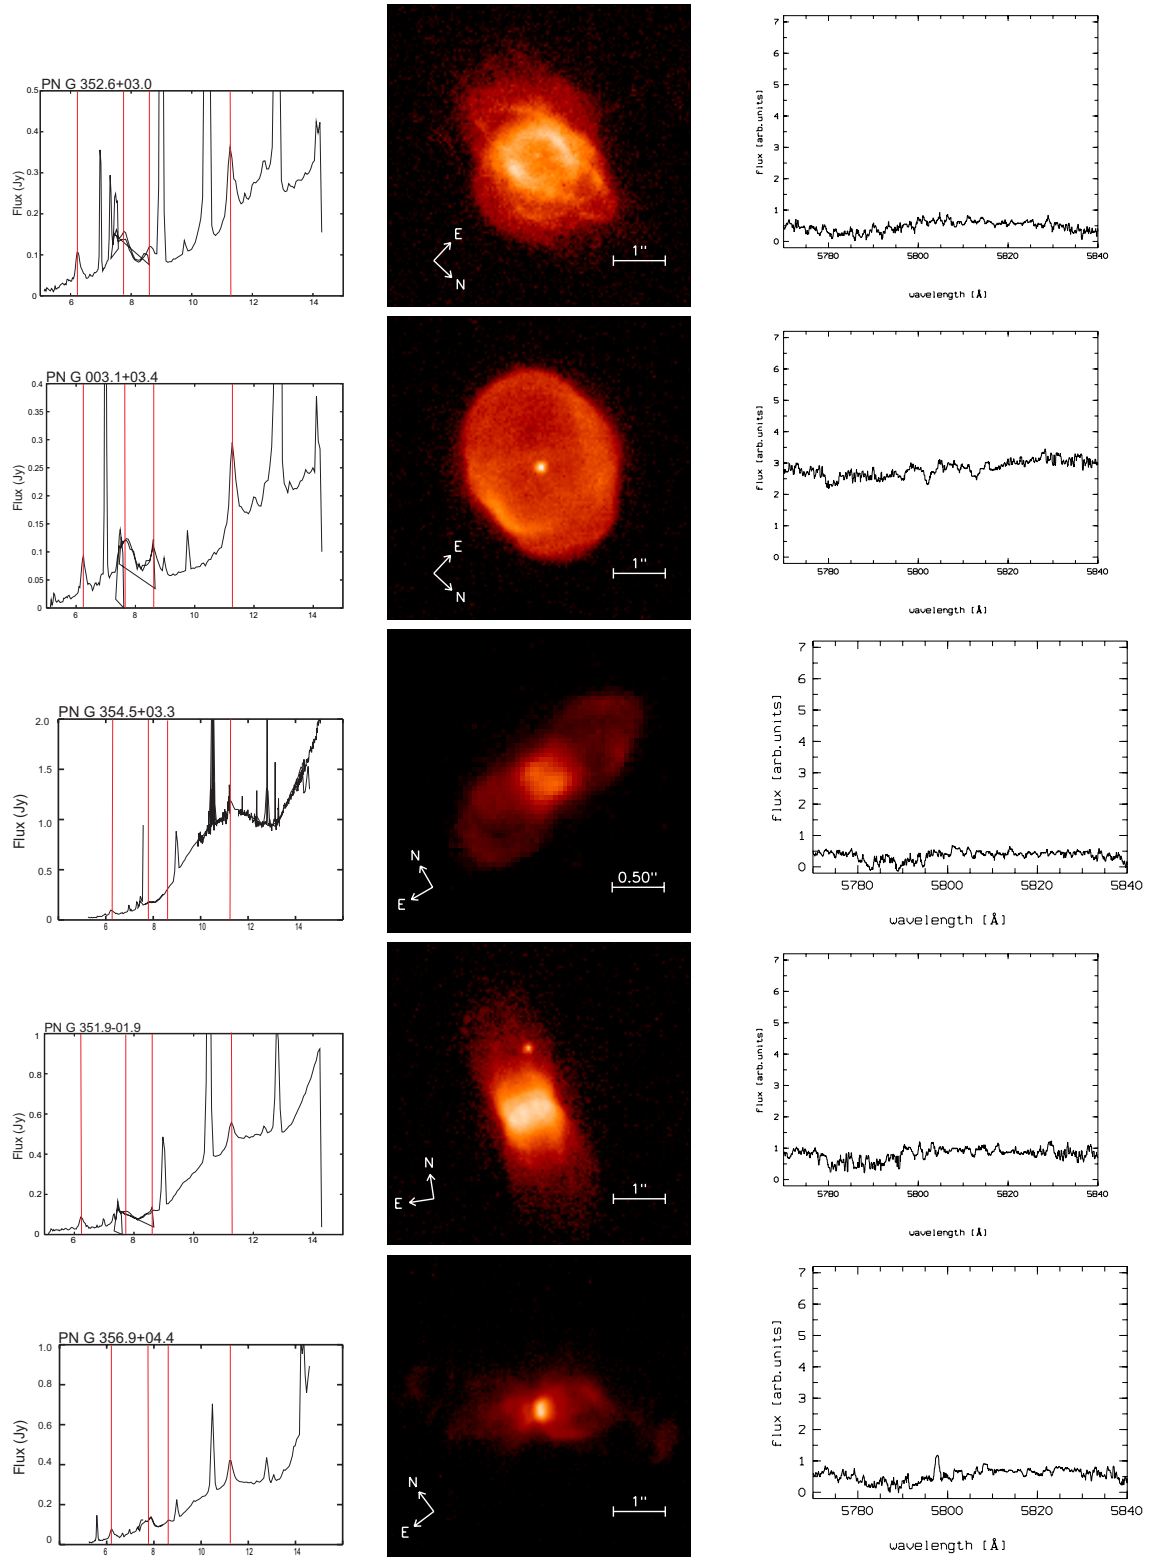 PN G 352.6+03.0
0.5
0.4
0.3
0.2
0.1
0
Flux (Jy)
6 8 10 12 14
E
N
1"
7
6
5
4
3
2
1
0
flux [arb.units]
5780 5800 5820 5840
wavelength [Å]
PN G 003.1+03.4
0.4
0.35
0.3
0.25
0.2
0.15
0.1
0.05
0
Flux (Jy)
6 8 10 12 14
E
N
1"
7
6
5
4
3
2
1
0
flux [arb.units]
5780 5800 5820 5840
wavelength [Å]
PN G 354.5+03.3
2.0
1.5
1.0
0.5
0
Flux (Jy)
6 8 10 12 14
N
E
0.50"
7
6
5
4
3
2
1
0
flux [arb.units]
5780 5800 5820 5840
wavelength [Å]
PN G 351.9-01.9
1
0.8
0.6
0.4
0.2
0
Flux (Jy)
6 8 10 12 14
N
E
1"
7
6
5
4
3
2
1
0
flux [arb.units]
5780 5800 5820 5840
wavelength [Å]
PN G 356.9+04.4
1.0
0.8
0.6
0.4
0.2
0
Flux (Jy)
6 8 10 12 14
N
E
1"
7
6
5
4
3
2
1
0
flux [arb.units]
5780 5800 5820 5840
wavelength [Å]